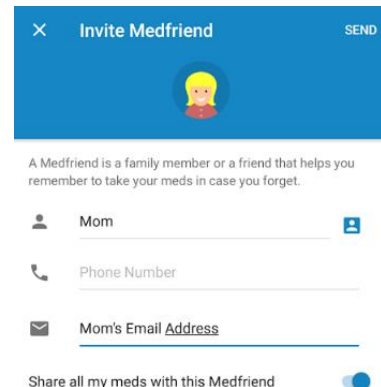 Invite Medfriend SEND
A Medfriend is a family member or a friend that helps you
remember to take your meds in case you forget.
Mom
Phone Number
Mom's Email Address
Share all my meds with this Medfriend